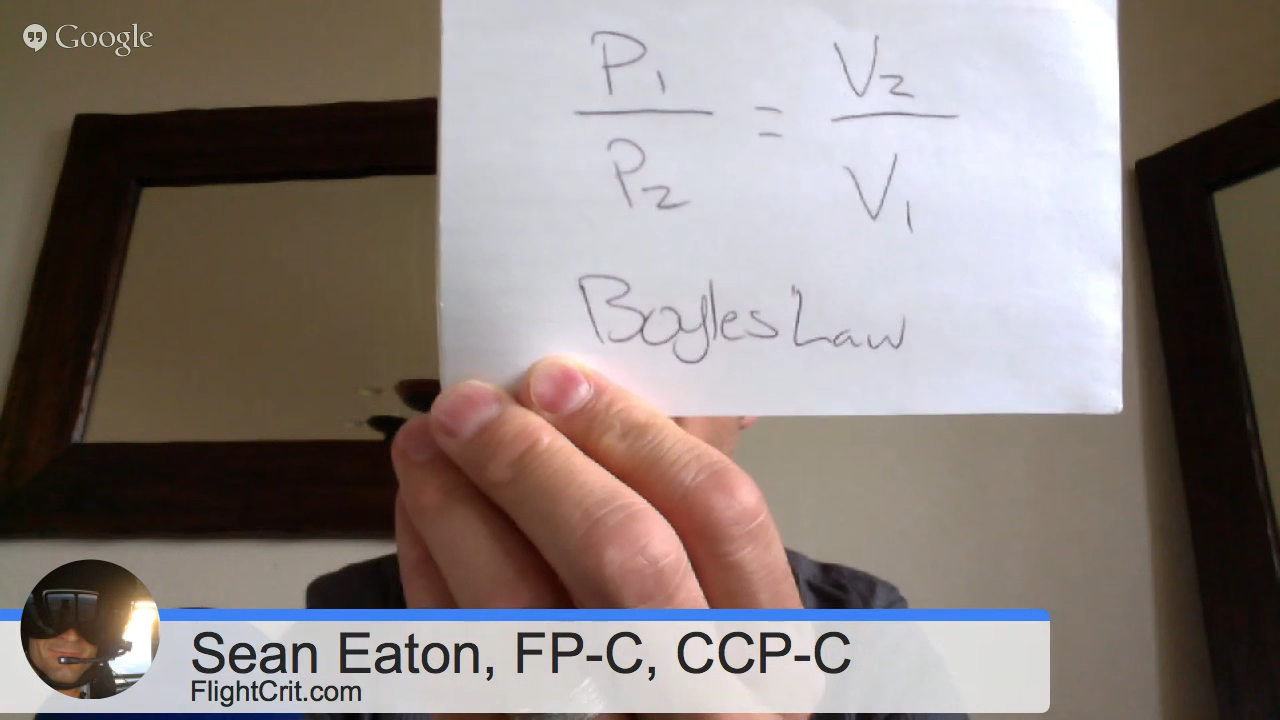 Google
P1 / P2 = V2 / V1
Boyles Law
Sean Eaton, FP-C, CCP-C
FlightCrit.com